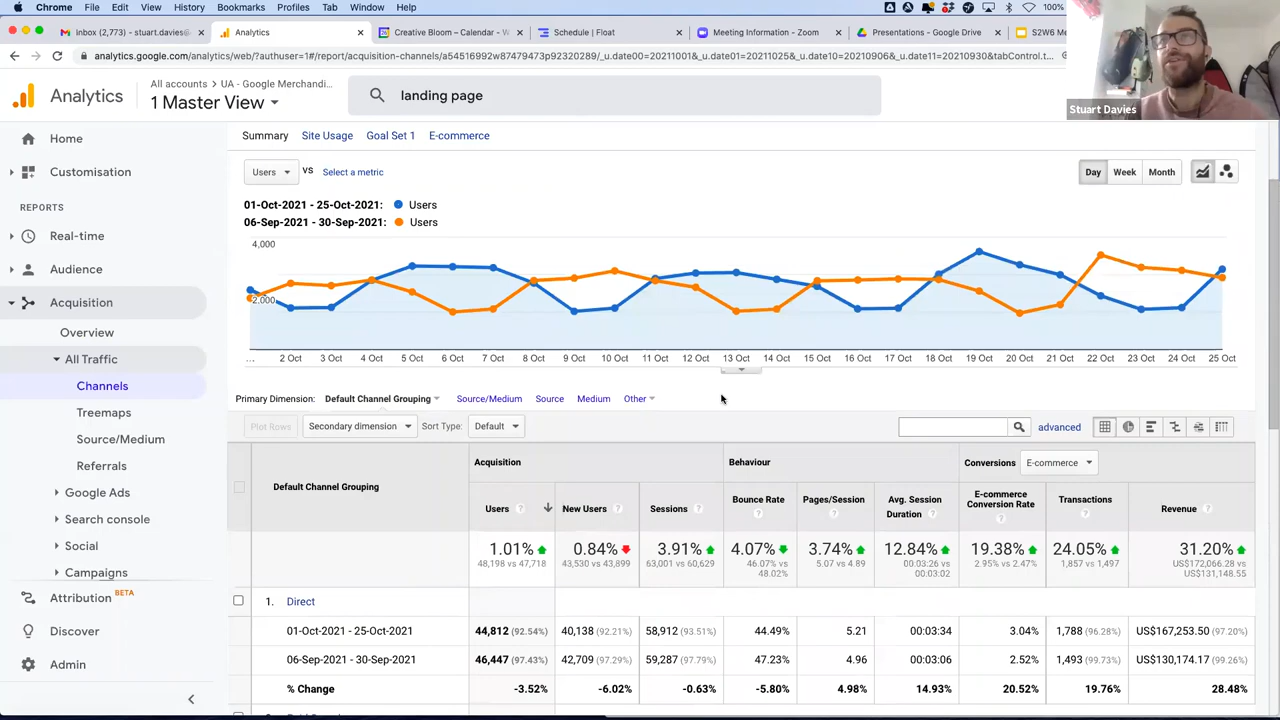 Chrome File Edit View History Bookmarks Profiles Tab Window Help 100%
Inbox (2,773) - stuart.davies@ Analytics Creative Bloom – Calendar - W Schedule | Float Meeting Information - Zoom Presentations - Google Drive S2W6 M
analytics.google.com/analytics/web/?authuser=1#/report/acquisition-channels/a54516992w87479473p92320289/_u.date00=20211001&_u.date01=20211025&_u.date10=20210906&_u.date11=20210930&tabControl.t...
Stuart Davies
Analytics
All accounts > UA - Google Merchandi...
1 Master View
landing page
Home
Customisation
REPORTS
Real-time
Audience
Acquisition
Overview
All Traffic
Channels
Treemaps
Source/Medium
Referrals
Google Ads
Search console
Social
Campaigns
Attribution BETA
Discover
Admin
Summary Site Usage Goal Set 1 E-commerce
Users VS Select a metric Day Week Month
01-Oct-2021 - 25-Oct-2021: Users
06-Sep-2021 - 30-Sep-2021: Users
4,000
2,000
... 2 Oct 3 Oct 4 Oct 5 Oct 6 Oct 7 Oct 8 Oct 9 Oct 10 Oct 11 Oct 12 Oct 13 Oct 14 Oct 15 Oct 16 Oct 17 Oct 18 Oct 19 Oct 20 Oct 21 Oct 22 Oct 23 Oct 24 Oct 25 Oct
Primary Dimension: Default Channel Grouping Source/Medium Source Medium Other
Plot Rows Secondary dimension Sort Type: Default advanced
Default Channel Grouping
Acquisition Behaviour Conversions E-commerce
Users ? New Users ? Sessions ? Bounce Rate ? Pages/Session ? Avg. Session Duration ? E-commerce Conversion Rate ? Transactions ? Revenue ?
1.01% 0.84% 3.91% 4.07% 3.74% 12.84% 19.38% 24.05% 31.20%
48,198 vs 47,718 43,530 vs 43,899 63,001 vs 60,629 46.07% vs 48.02% 5.07 vs 4.89 00:03:26 vs 00:03:02 2.95% vs 2.47% 1,857 vs 1,497 US$172,066.28 vs US$131,148.55
1. Direct
01-Oct-2021 - 25-Oct-2021 44,812 (92.54%) 40,138 (92.21%) 58,912 (93.51%) 44.49% 5.21 00:03:34 3.04% 1,788 (96.28%) US$167,253.50 (97.20%)
06-Sep-2021 - 30-Sep-2021 46,447 (97.43%) 42,709 (97.29%) 59,287 (97.79%) 47.23% 4.96 00:03:06 2.52% 1,493 (99.73%) US$130,174.17 (99.26%)
% Change -3.52% -6.02% -0.63% -5.80% 4.98% 14.93% 20.52% 19.76% 28.48%